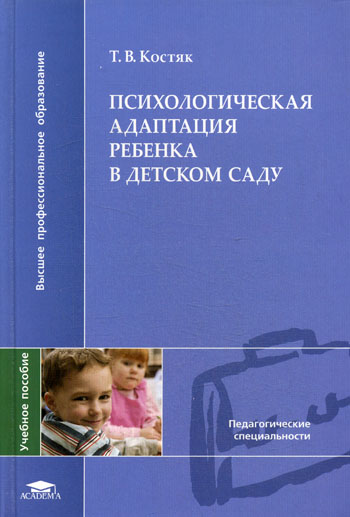 Т. В. Костяк
ПСИХОЛОГИЧЕСКАЯ
АДАПТАЦИЯ
РЕБЕНКА
В ДЕТСКОМ САДУ
Высшее профессиональное образование
Учебное пособие
Педагогические
специальности
ACADEMA